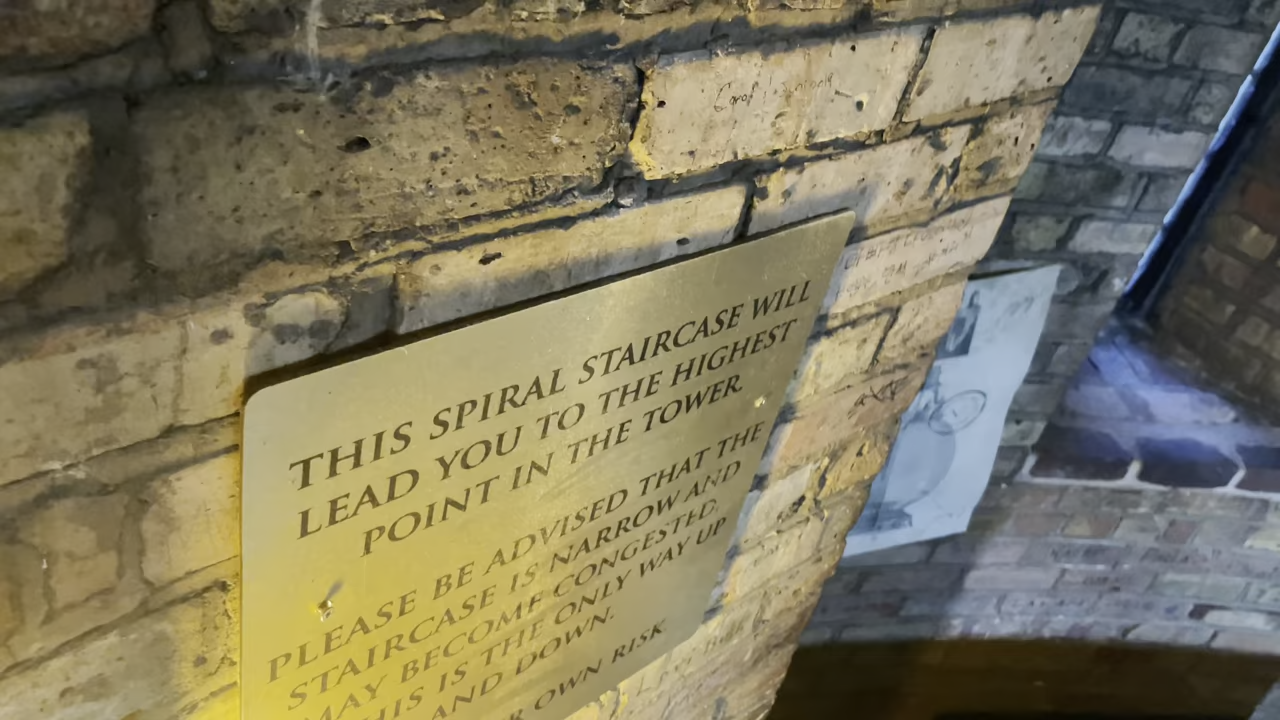 THIS SPIRAL STAIRCASE WILL
LEAD YOU TO THE HIGHEST
POINT IN THE TOWER
PLEASE BE ADVISED THAT THE
STAIRCASE IS NARROW AND
MAY BECOME CONGESTED,
THIS IS THE ONLY WAY UP
AND DOWN.
OWN RISK